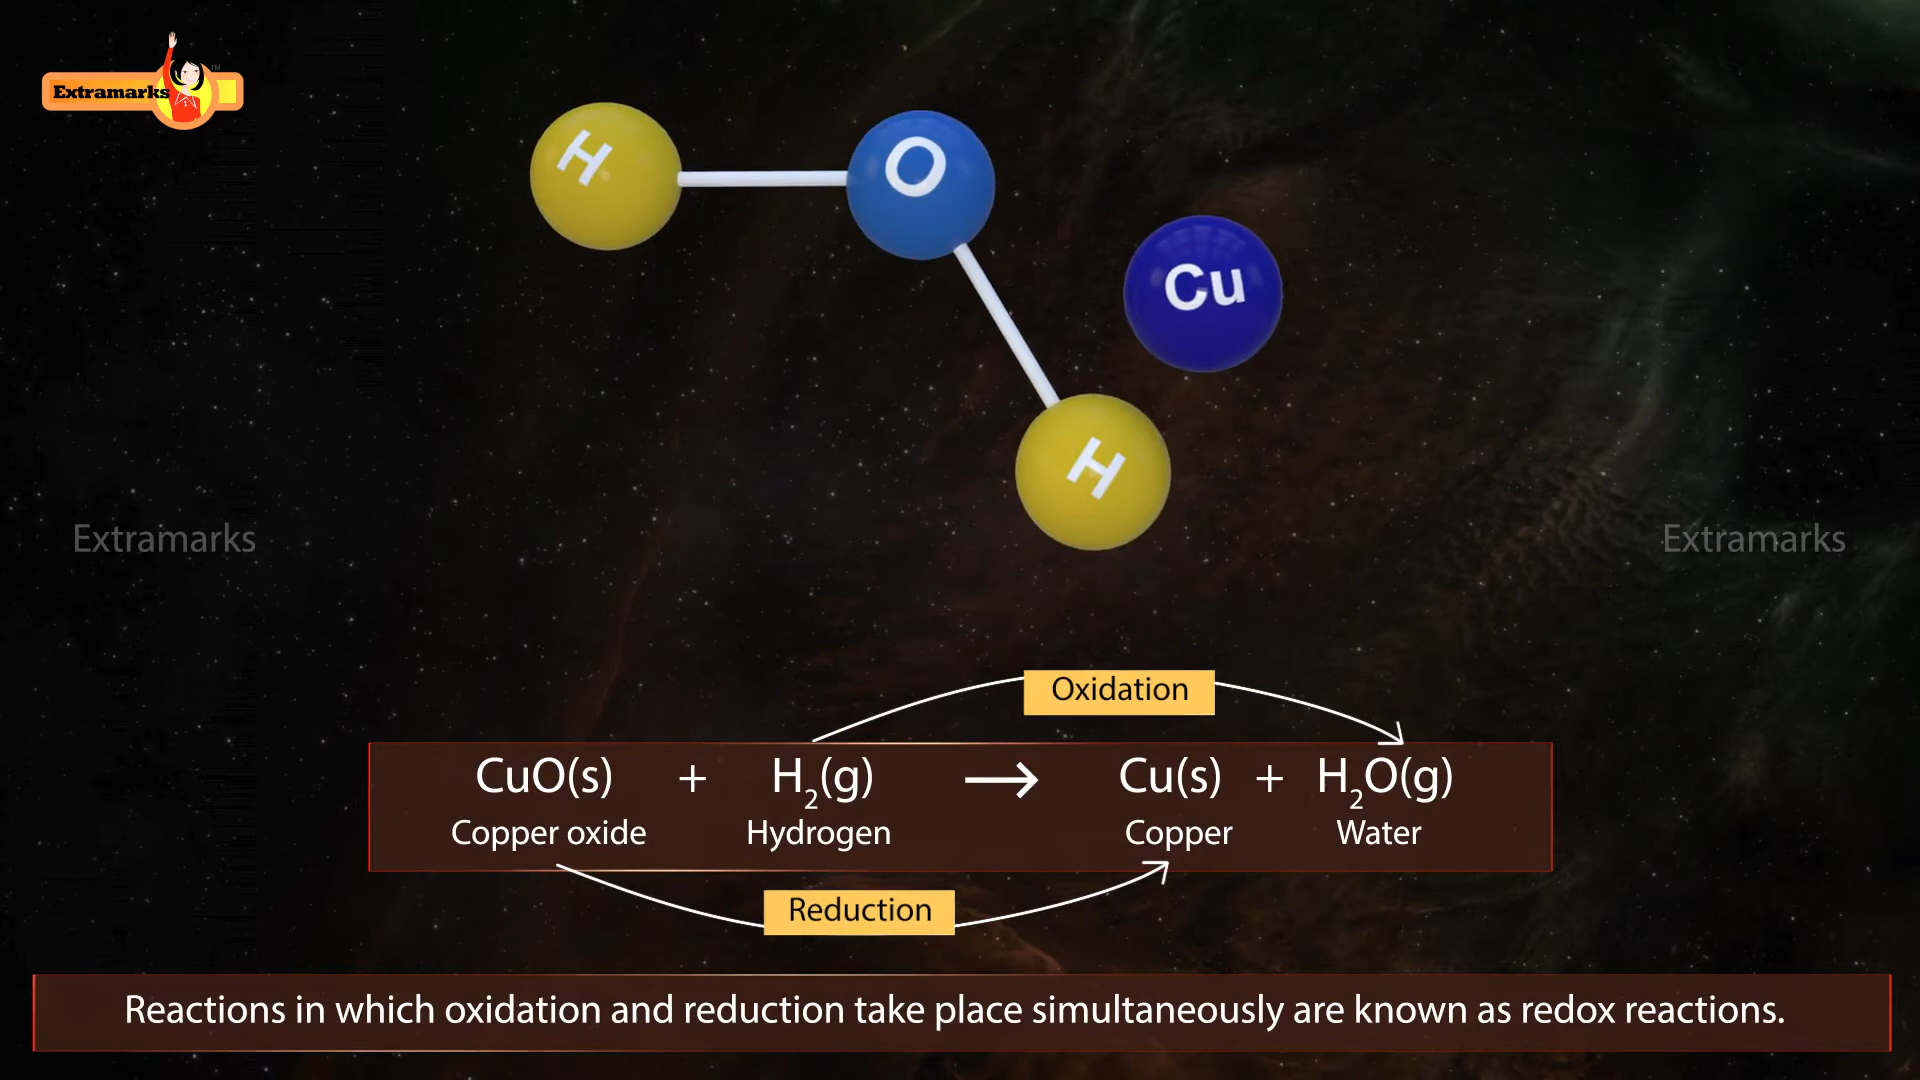 Extramarks
TM
H
O
Cu
H
Extramarks
Extramarks
Oxidation
CuO(s) + H₂(g) → Cu(s) + H₂O(g)
Copper oxide Hydrogen Copper Water
Reduction
Reactions in which oxidation and reduction take place simultaneously are known as redox reactions.